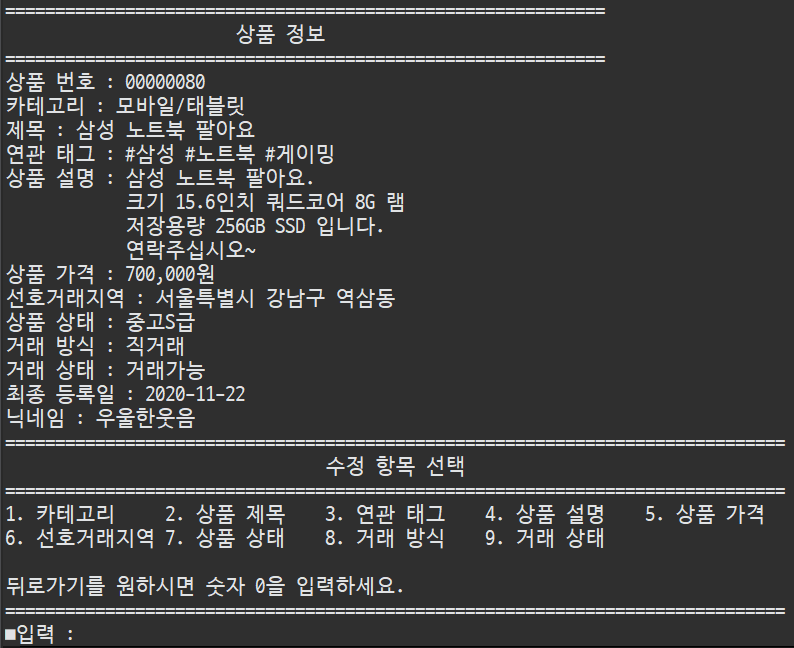 ============================================================
상품 정보
============================================================
상품 번호 : 00000080
카테고리 : 모바일/태블릿
제목 : 삼성 노트북 팔아요
연관 태그 : #삼성 #노트북 #게이밍
상품 설명 : 삼성 노트북 팔아요.
크기 15.6인치 쿼드코어 8G 램
저장용량 256GB SSD 입니다.
연락주십시오~
상품 가격 : 700,000원
선호거래지역 : 서울특별시 강남구 역삼동
상품 상태 : 중고S급
거래 방식 : 직거래
거래 상태 : 거래가능
최종 등록일 : 2020-11-22
닉네임 : 우울한웃음
==============================================================================
수정 항목 선택
==============================================================================
1. 카테고리 2. 상품 제목 3. 연관 태그 4. 상품 설명 5. 상품 가격
6. 선호거래지역 7. 상품 상태 8. 거래 방식 9. 거래 상태
뒤로가기를 원하시면 숫자 0을 입력하세요.
==============================================================================
■입력 :